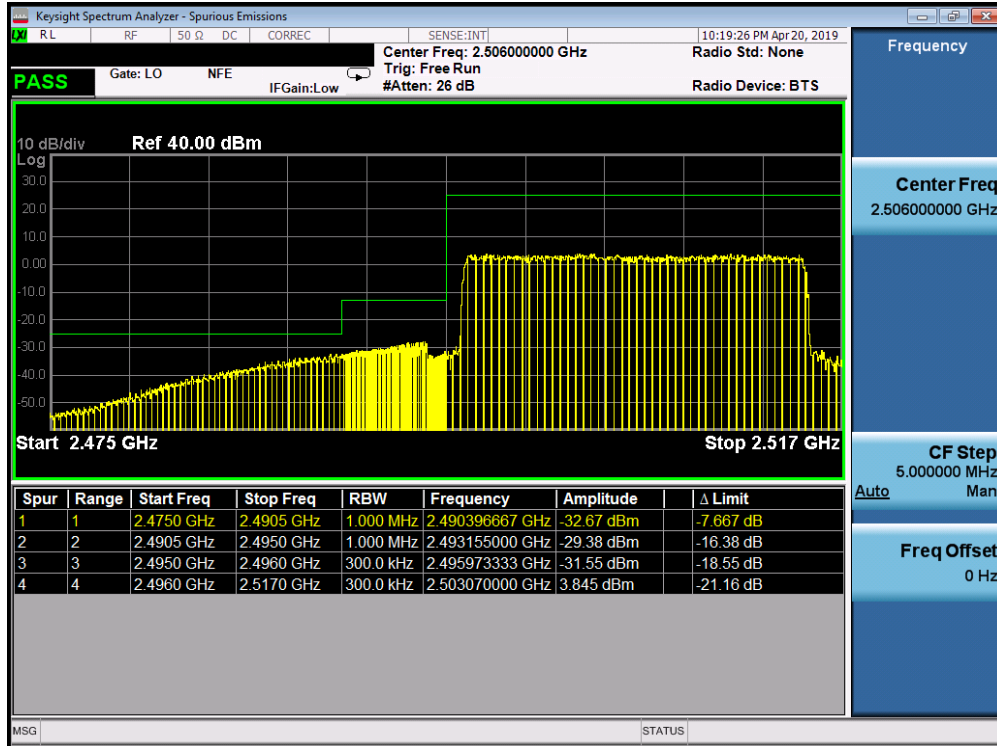 Keysight Spectrum Analyzer - Spurious Emissions
LXI RL RF 50 Ω DC CORREC SENSE:INT 10:19:26 PM Apr 20, 2019
Center Freq: 2.506000000 GHz Radio Std: None
PASS Gate: LO NFE Trig: Free Run
IFGain:Low #Atten: 26 dB Radio Device: BTS
10 dB/div Ref 40.00 dBm
Log
30.0
20.0
10.0
0.00
-10.0
-20.0
-30.0
-40.0
-50.0
Start 2.475 GHz Stop 2.517 GHz
Spur Range Start Freq Stop Freq RBW Frequency Amplitude Δ Limit
1 1 2.4750 GHz 2.4905 GHz 1.000 MHz 2.490396667 GHz -32.67 dBm -7.667 dB
2 2 2.4905 GHz 2.4950 GHz 1.000 MHz 2.493155000 GHz -29.38 dBm -16.38 dB
3 3 2.4950 GHz 2.4960 GHz 300.0 kHz 2.495973333 GHz -31.55 dBm -18.55 dB
4 4 2.4960 GHz 2.5170 GHz 300.0 kHz 2.503070000 GHz 3.845 dBm -21.16 dB
Frequency
Center Freq
2.506000000 GHz
CF Step
5.000000 MHz
Auto Man
Freq Offset
0 Hz
MSG STATUS